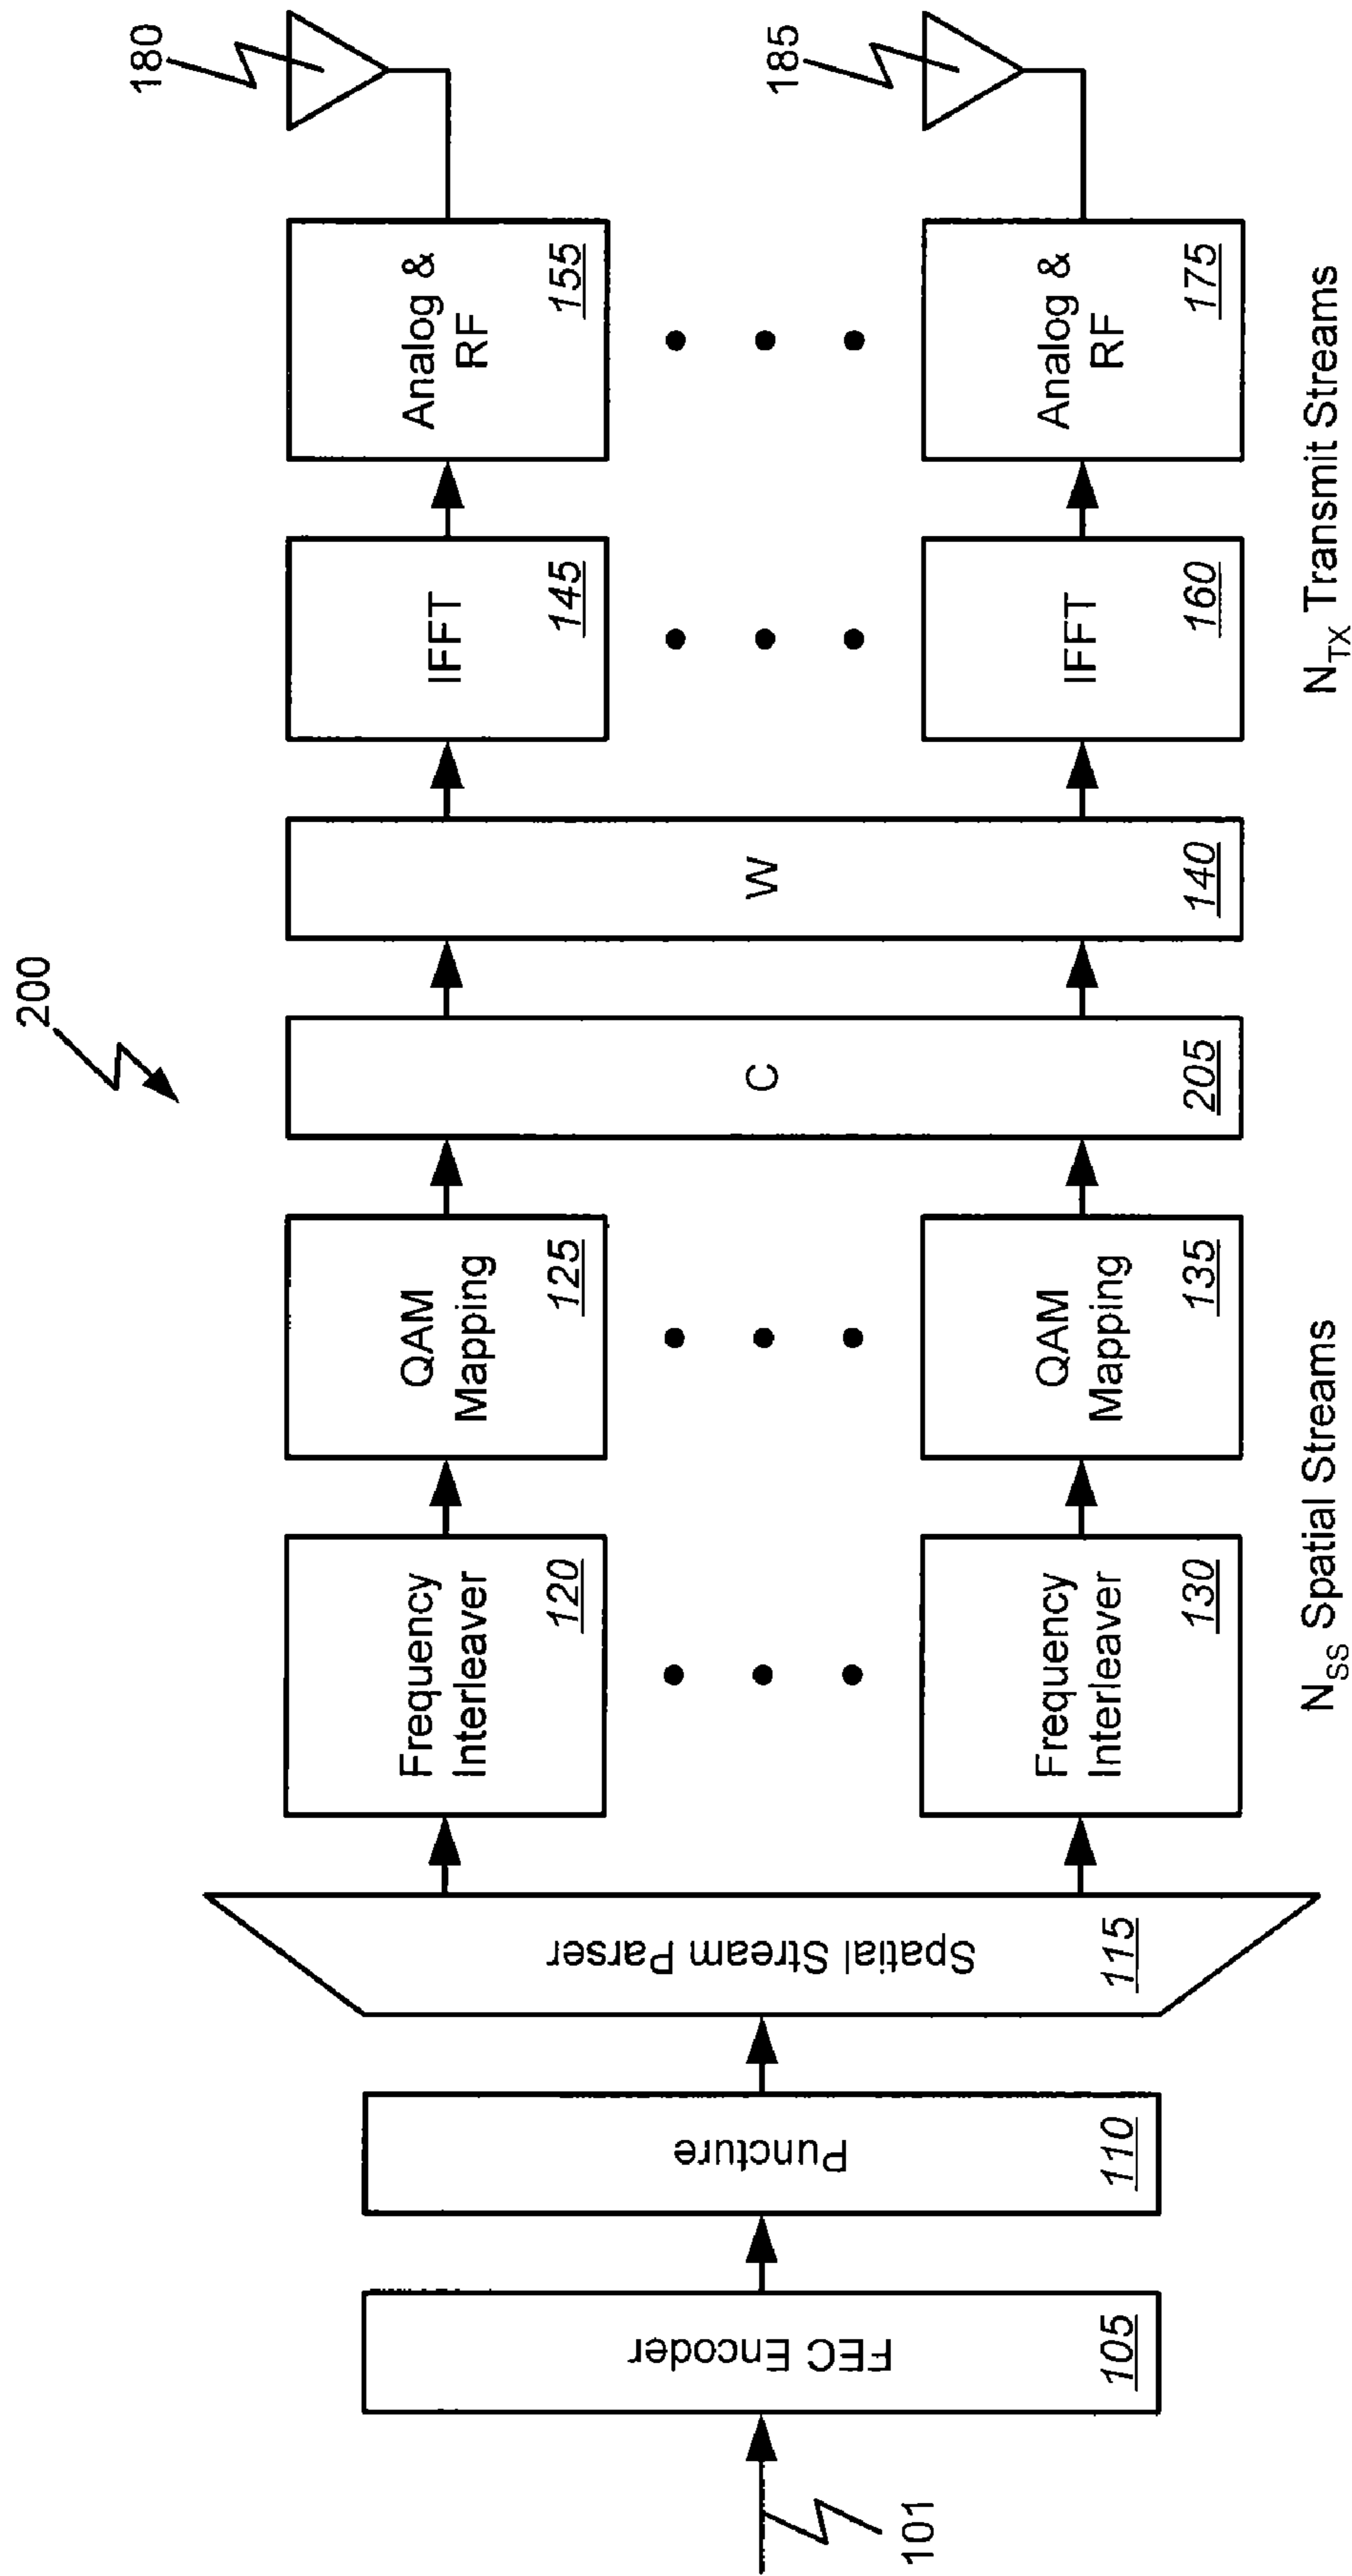 200
101
FEC Encoder
105
Puncture
110
Spatial Stream Parser
115
Frequency
Interleaver
120
QAM
Mapping
125
Frequency
Interleaver
130
QAM
Mapping
135
C
205
W
140
IFFT
145
Analog &
RF
155
180
IFFT
160
Analog &
RF
175
185
N_SS Spatial Streams
N_TX Transmit Streams